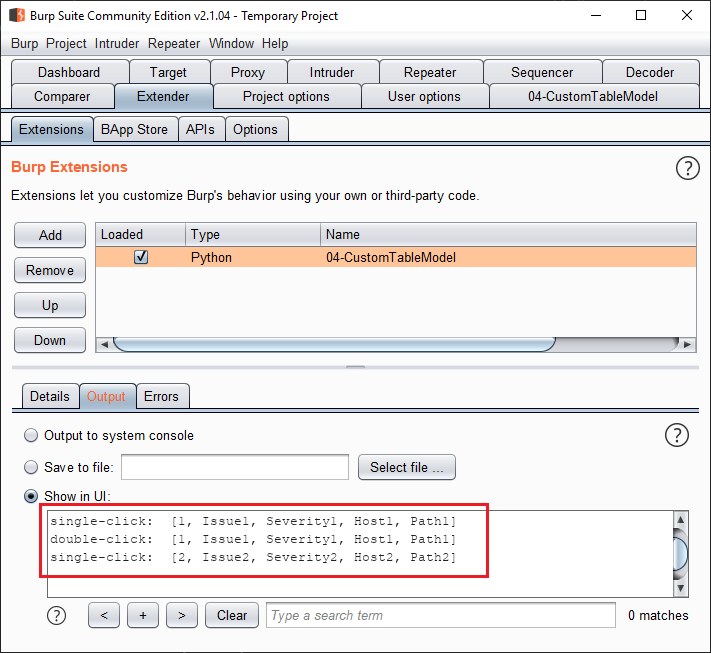 Burp Suite Community Edition v2.1.04 - Temporary Project
Burp Project Intruder Repeater Window Help
Dashboard Target Proxy Intruder Repeater Sequencer Decoder
Comparer Extender Project options User options 04-CustomTableModel
Extensions BApp Store APIs Options
Burp Extensions
?
Extensions let you customize Burp's behavior using your own or third-party code.
Add
Remove
Up
Down
Loaded Type Name
Python 04-CustomTableModel
Details Output Errors
Output to system console
?
Save to file: Select file ...
Show in UI:
single-click: [1, Issue1, Severity1, Host1, Path1]
double-click: [1, Issue1, Severity1, Host1, Path1]
single-click: [2, Issue2, Severity2, Host2, Path2]
? < + > Clear Type a search term 0 matches